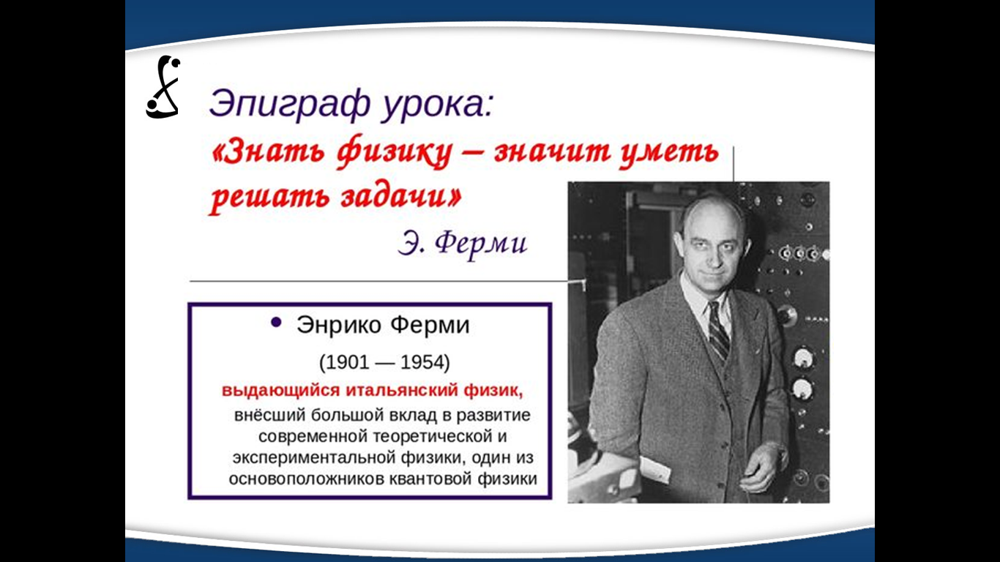 Эпиграф урока:
«Знать физику – значит уметь
решать задачи»
Э. Ферми
• Энрико Ферми
(1901 — 1954)
выдающийся итальянский физик,
внёсший большой вклад в развитие
современной теоретической и
экспериментальной физики, один из
основоположников квантовой физики